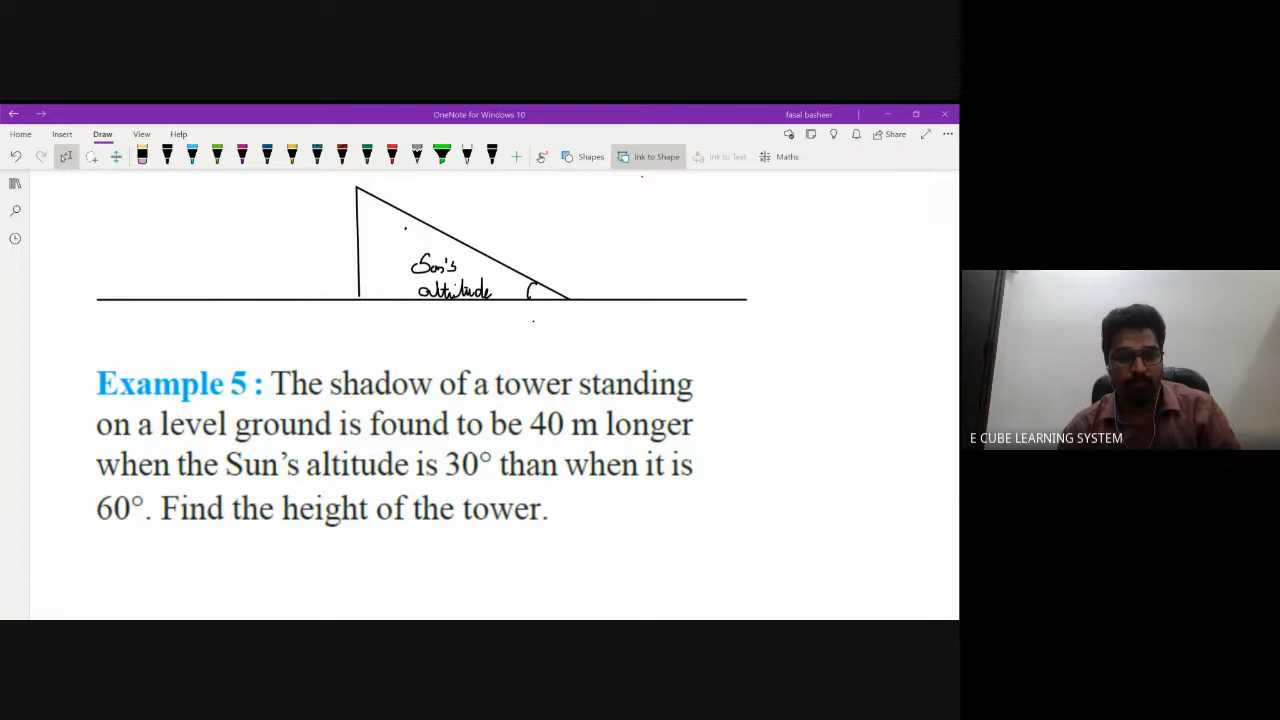 OneNote for Windows 10
fasal basheer
Home Insert Draw View Help
Share
Shapes
Ink to Shape
Ink to Text
Maths
Sun's
altitude
Example 5 : The shadow of a tower standing
on a level ground is found to be 40 m longer
when the Sun's altitude is 30° than when it is
60°. Find the height of the tower.
E CUBE LEARNING SYSTEM